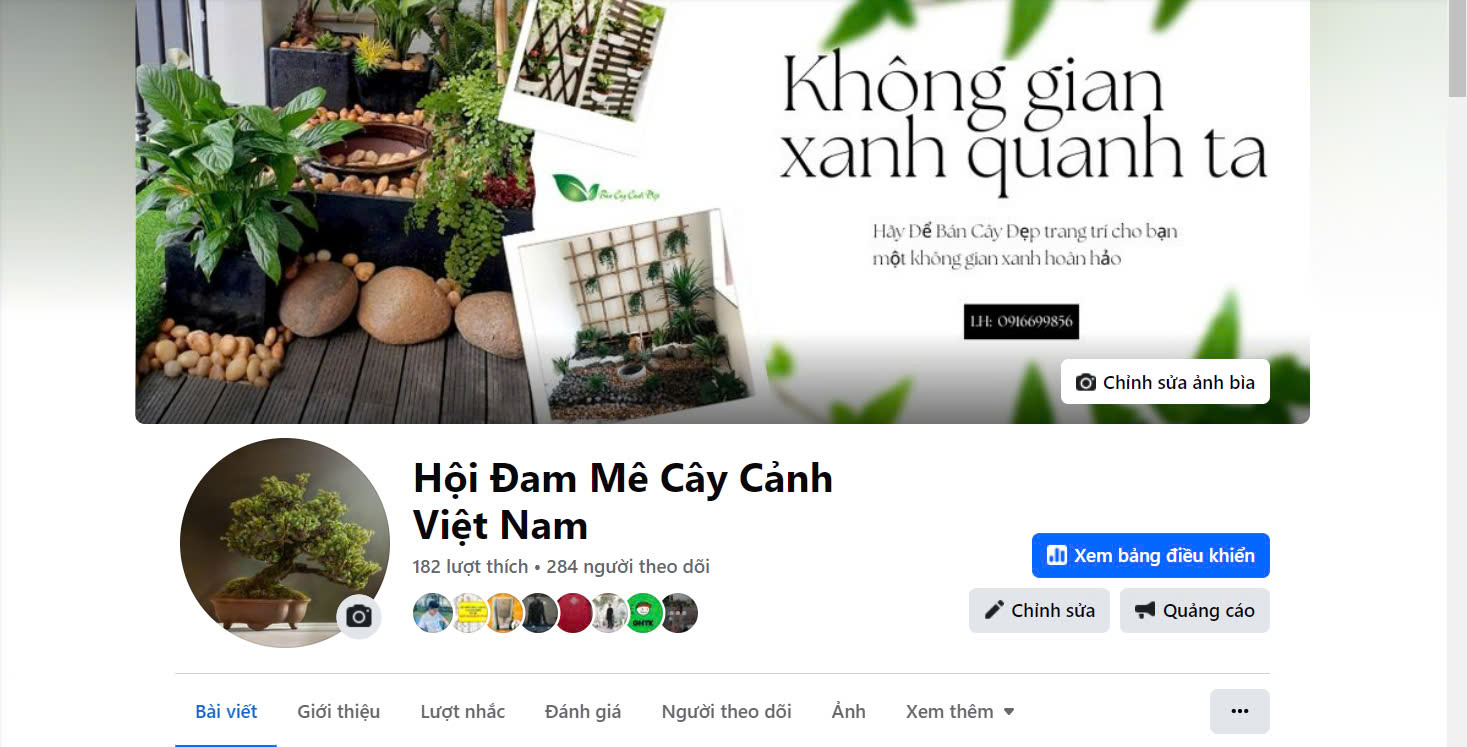 Không gian
xanh quanh ta
Bán Cây Cảnh Đẹp
Hãy Để Bán Cây Đẹp trang trí cho bạn
một không gian xanh hoàn hảo
LH: 0916699856
Chỉnh sửa ảnh bìa
Hội Đam Mê Cây Cảnh
Việt Nam
182 lượt thích • 284 người theo dõi
GHTK
Xem bảng điều khiển
Chỉnh sửa
Quảng cáo
Bài viết
Giới thiệu
Lượt nhắc
Đánh giá
Người theo dõi
Ảnh
Xem thêm